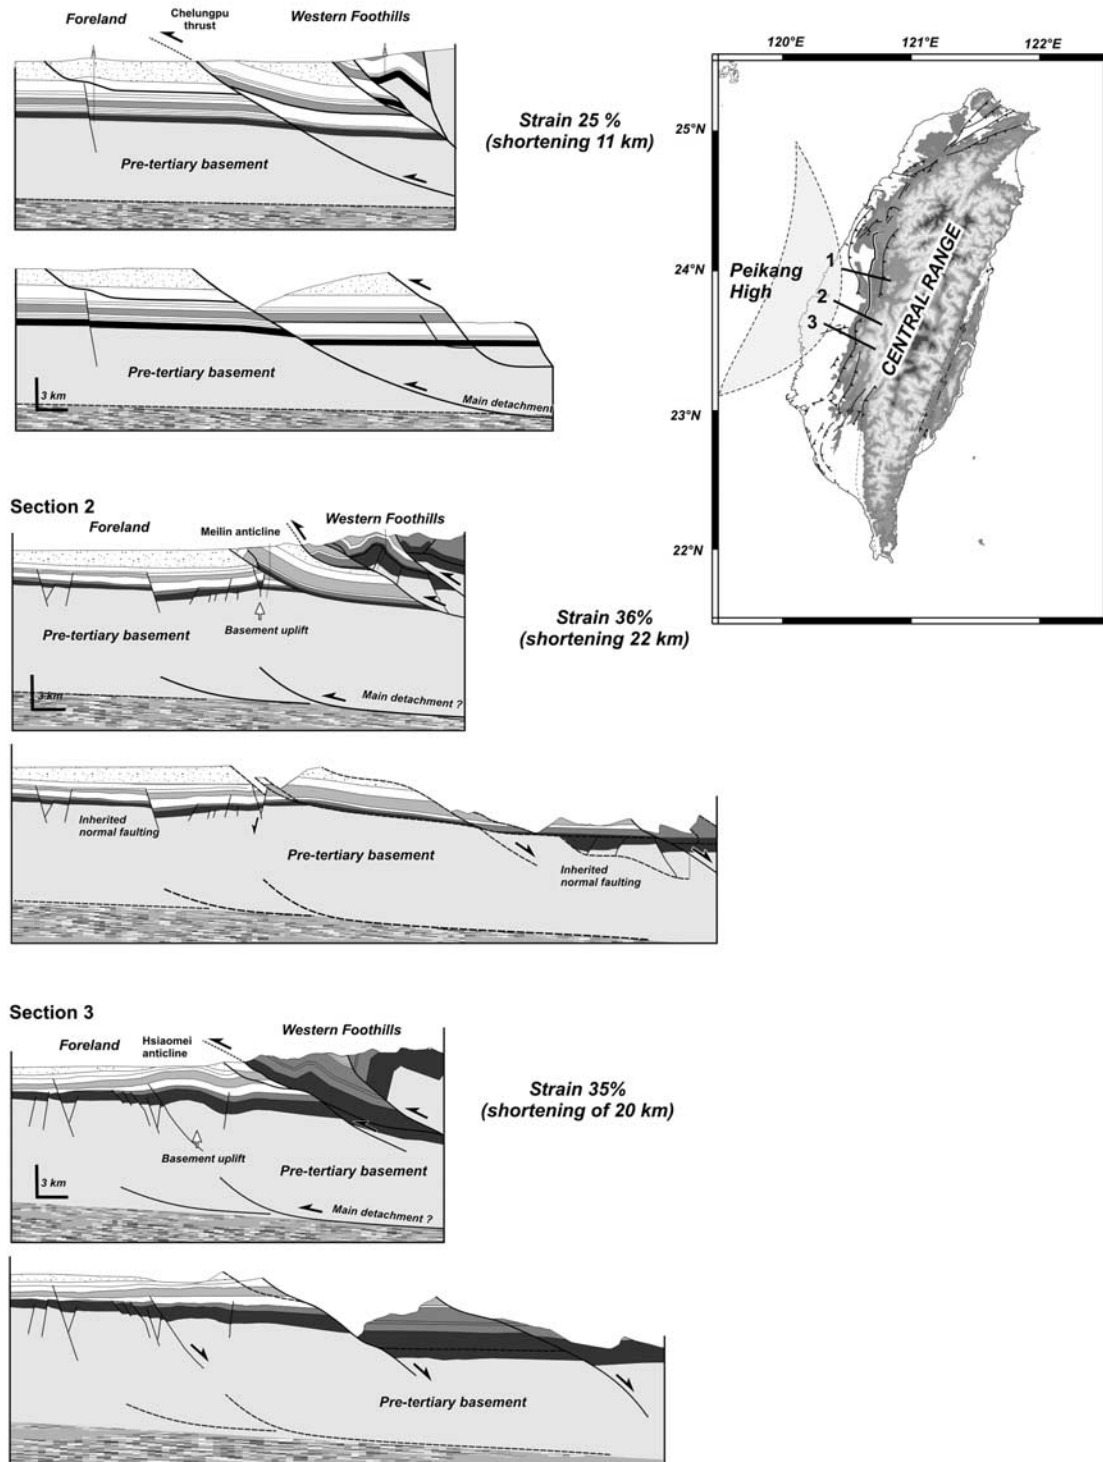 Foreland
Chelungpu
thrust
Western Foothills
Pre-tertiary basement
Strain 25 %
(shortening 11 km)
Pre-tertiary basement
3 km
Main detachment
120°E
121°E
122°E
25°N
24°N
23°N
22°N
Peikang
High
1
2
3
CENTRAL RANGE
Section 2
Foreland
Meilin anticline
Western Foothills
Pre-tertiary basement
Basement uplift
3 km
Main detachment ?
Strain 36%
(shortening 22 km)
Inherited
normal faulting
Pre-tertiary basement
Inherited
normal faulting
Section 3
Foreland
Hsiaomei
anticline
Western Foothills
Basement uplift
Pre-tertiary basement
3 km
Main detachment ?
Strain 35%
(shortening of 20 km)
Pre-tertiary basement